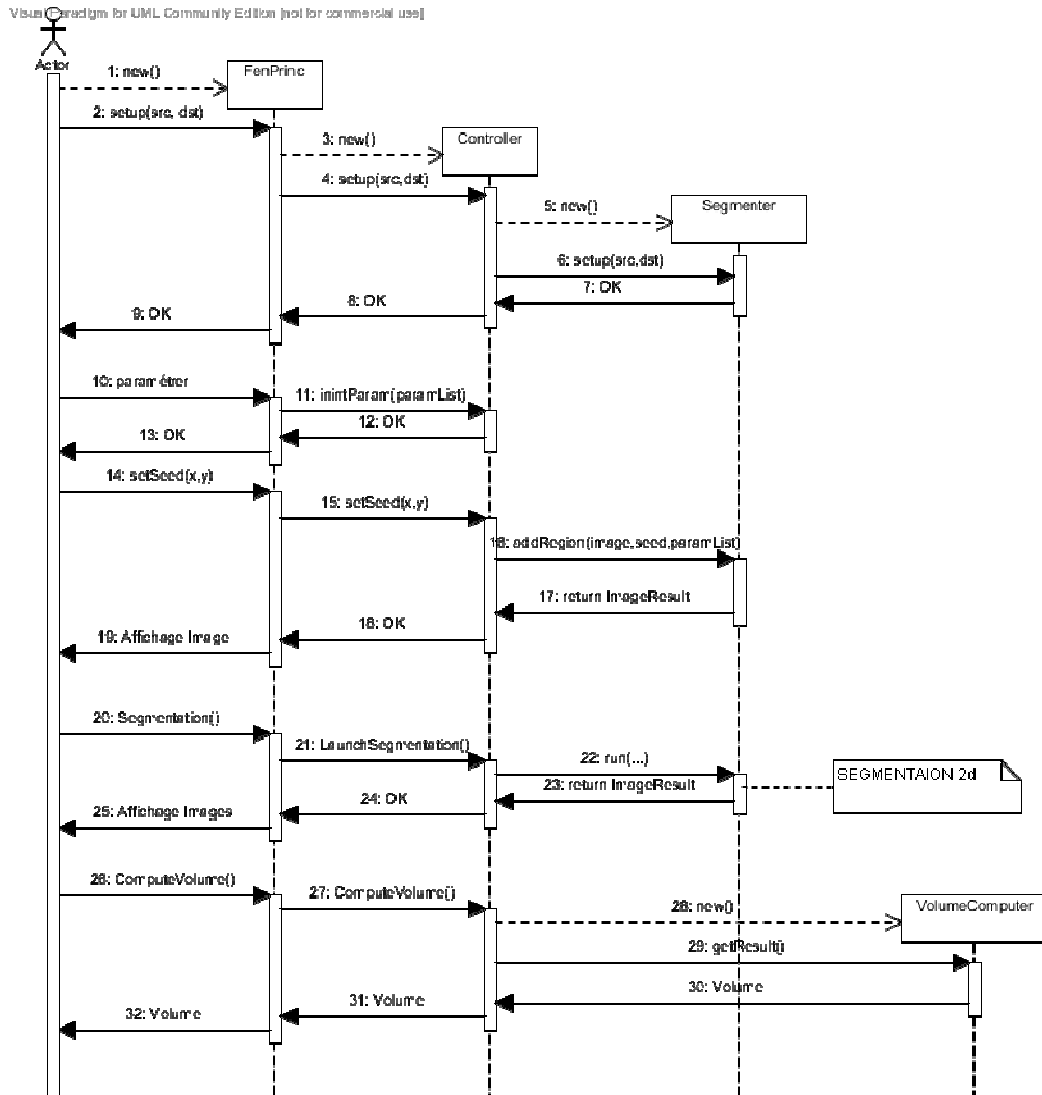 Visual Paradigm for UML Community Edition [not for commercial use]
Actor
1: new()
FenPrinc
2: setup(src, dst)
3: new()
Controller
4: setup(src,dst)
5: new()
Segmenter
6: setup(src,dst)
7: OK
8: OK
9: OK
10: paramétrer
11: inintParam(paramList)
12: OK
13: OK
14: setSeed(x,y)
15: setSeed(x,y)
16: addRegion(image,seed,paramList)
17: return ImageResult
18: OK
19: Affichage Image
20: Segmentation()
21: LaunchSegmentation()
22: run(...)
23: return ImageResult
SEGMENTAION 2d
24: OK
25: Affichage Images
26: ComputeVolume()
27: ComputeVolume()
28: new()
VolumeComputer
29: getResult()
30: Volume
31: Volume
32: Volume